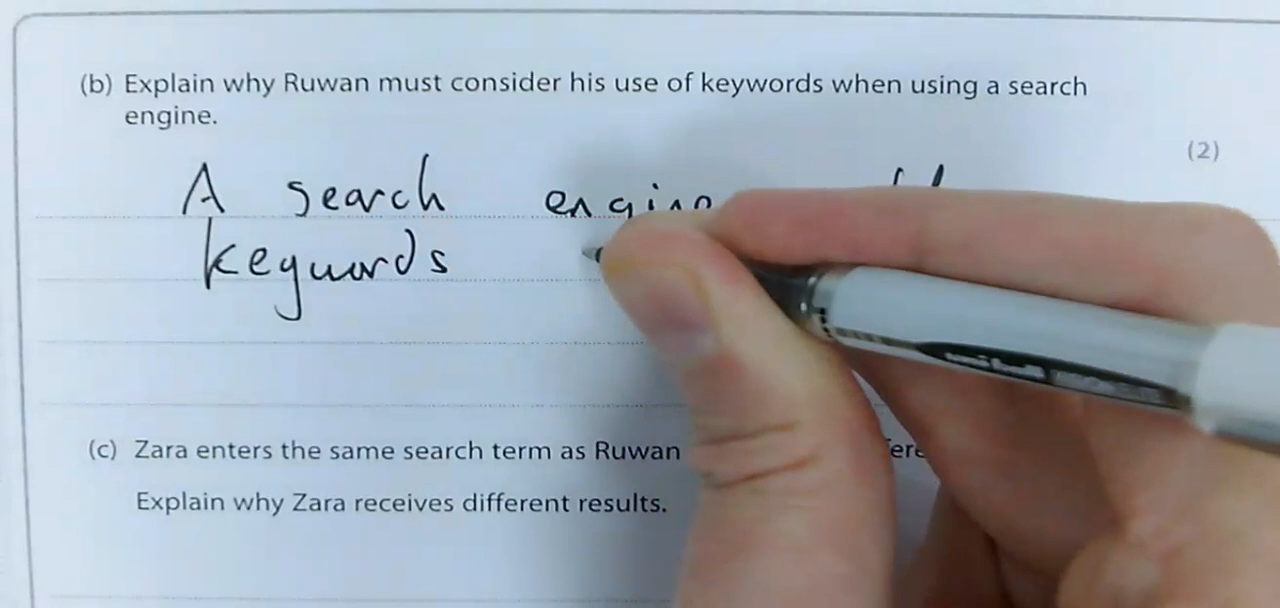 (b) Explain why Ruwan must consider his use of keywords when using a search
engine.
(2)
A search engine
keywords
(c) Zara enters the same search term as Ruwan
Explain why Zara receives different results.